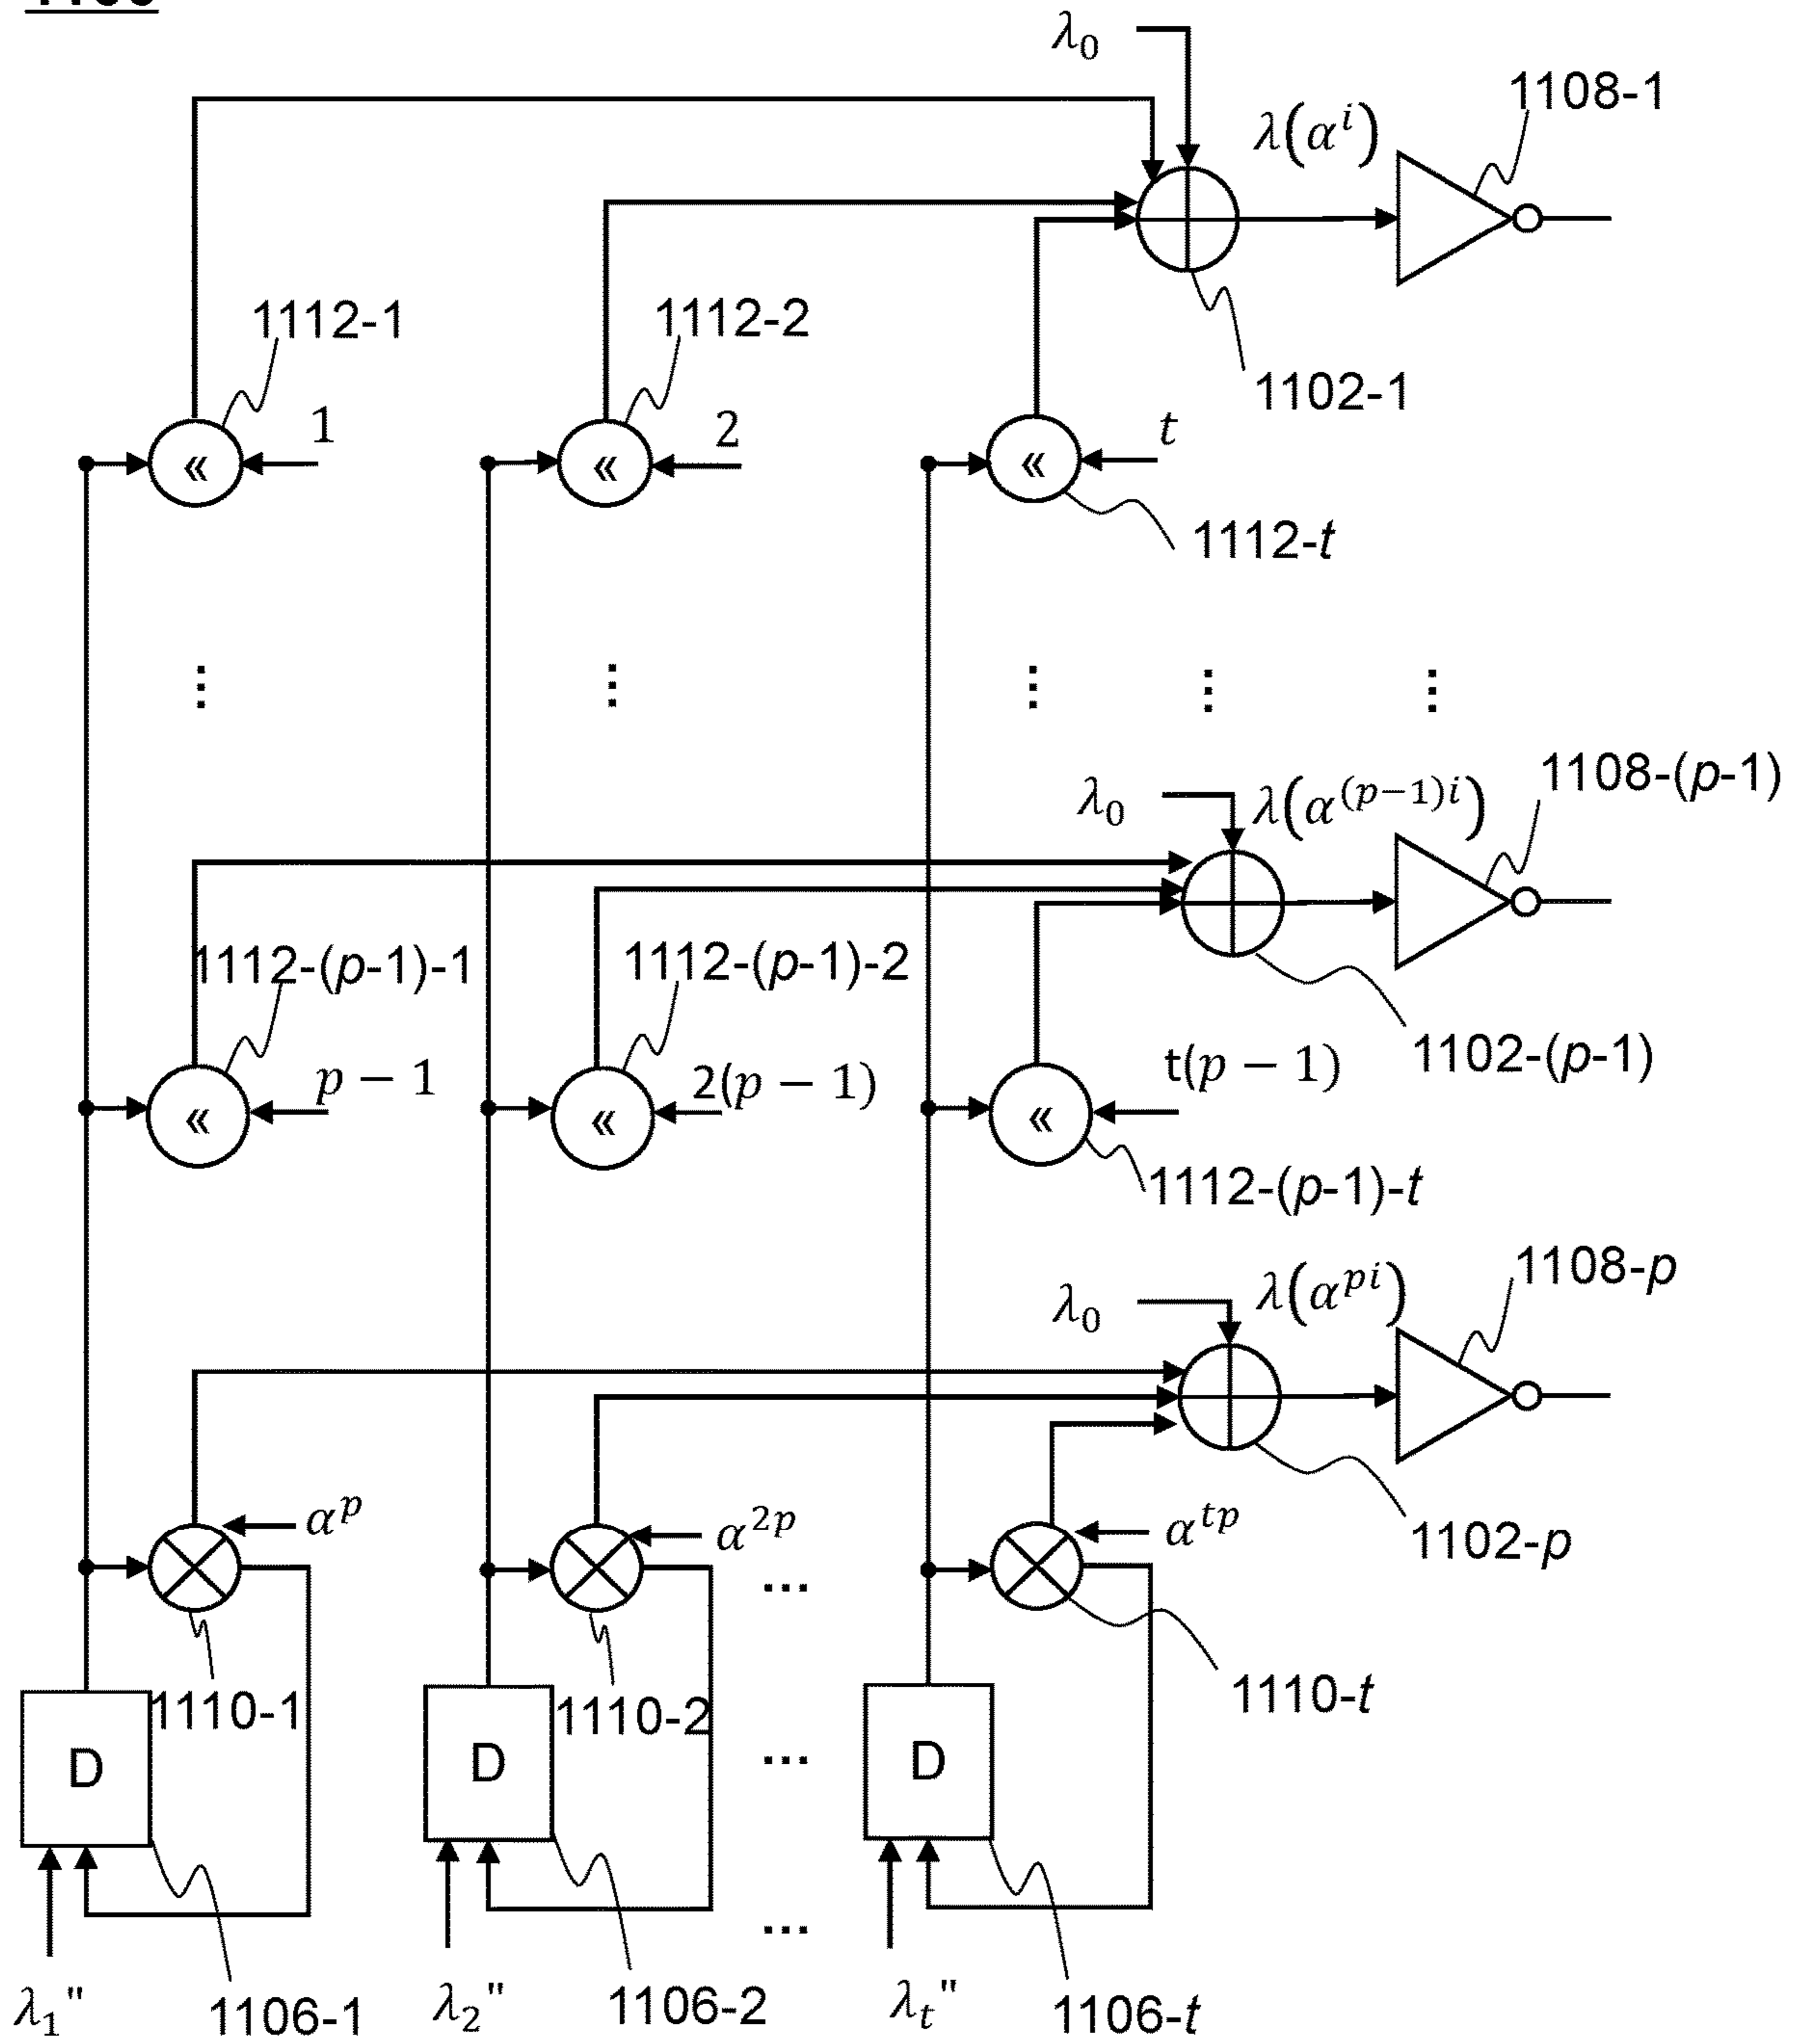 λ₀
1108-1
λ(αⁱ)
1112-1
1112-2
1102-1
1
2
t
«
«
«
1112-t
⋮ ⋮ ⋮ ⋮ ⋮
1108-(p-1)
λ₀
λ(α^{(p−1)i})
1112-(p-1)-1
1112-(p-1)-2
1102-(p-1)
p − 1
2(p − 1)
t(p − 1)
«
«
«
1112-(p-1)-t
1108-p
λ₀
λ(α^{pi})
α^p
α^{2p}
α^{tp}
1102-p
...
1110-1
1110-2
1110-t
D
D
...
D
...
λ₁"
1106-1
λ₂"
1106-2
λₜ"
1106-t